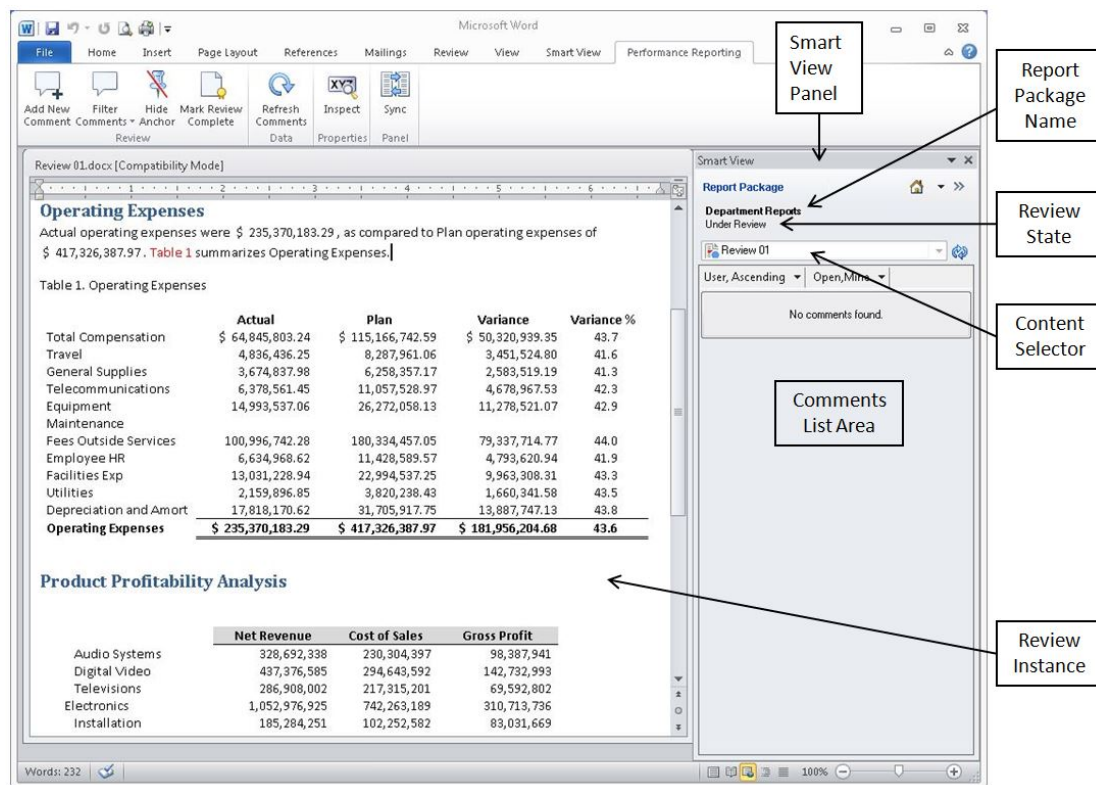 Microsoft Word
File Home Insert Page Layout References Mailings Review View Smart View Performance Reporting
Add New Comment
Filter Comments
Hide Anchor
Mark Review Complete
Refresh Comments
Inspect
Sync
Review Data Properties Panel
Smart View Panel
Report Package Name
Review State
Content Selector
Comments List Area
Review Instance
Review 01.docx [Compatibility Mode]
1 2 3 4 5 6
Operating Expenses
Actual operating expenses were $ 235,370,183.29 , as compared to Plan operating expenses of
$ 417,326,387.97 . Table 1 summarizes Operating Expenses.
Table 1. Operating Expenses
Actual Plan Variance Variance %
Total Compensation $ 64,845,803.24 $ 115,166,742.59 $ 50,320,939.35 43.7
Travel 4,836,436.25 8,287,961.06 3,451,524.80 41.6
General Supplies 3,674,837.98 6,258,357.17 2,583,519.19 41.3
Telecommunications 6,378,561.45 11,057,528.97 4,678,967.53 42.3
Equipment 14,993,537.06 26,272,058.13 11,278,521.07 42.9
Maintenance
Fees Outside Services 100,996,742.28 180,334,457.05 79,337,714.77 44.0
Employee HR 6,634,968.62 11,428,589.57 4,793,620.94 41.9
Facilities Exp 13,031,228.94 22,994,537.25 9,963,308.31 43.3
Utilities 2,159,896.85 3,820,238.43 1,660,341.58 43.5
Depreciation and Amort 17,818,170.62 31,705,917.75 13,887,747.13 43.8
Operating Expenses $ 235,370,183.29 $ 417,326,387.97 $ 181,956,204.68 43.6
Product Profitability Analysis
Net Revenue Cost of Sales Gross Profit
Audio Systems 328,692,338 230,304,397 98,387,941
Digital Video 437,376,585 294,643,592 142,732,993
Televisions 286,908,002 217,315,201 69,592,802
Electronics 1,052,976,925 742,263,189 310,713,736
Installation 185,284,251 102,252,582 83,031,669
Smart View
Report Package
Department Reports
Under Review
Review 01
User, Ascending Open,Mine
No comments found.
Words: 232
100%